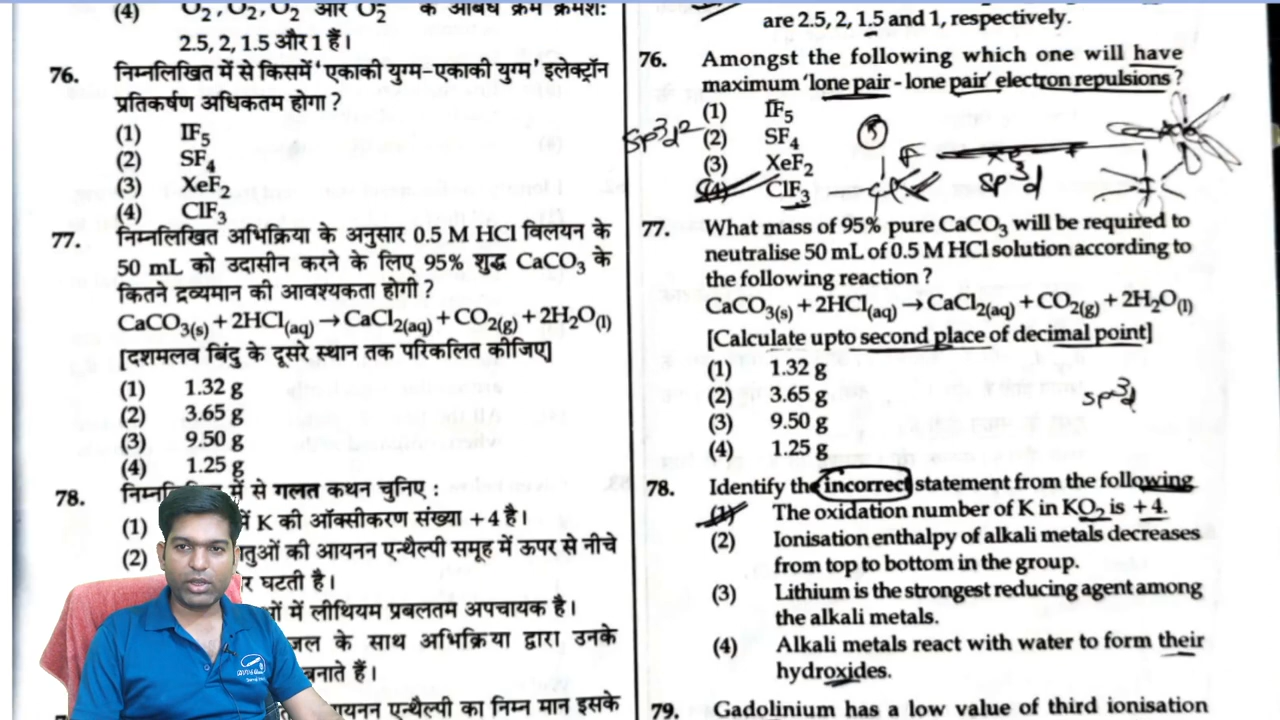 (4) O2, O2, O2 और O2 के आबंध क्रम क्रमशः
2.5, 2, 1.5 और 1 हैं।
76. निम्नलिखित में से किसमें 'एकाकी युग्म-एकाकी युग्म' इलेक्ट्रॉन
प्रतिकर्षण अधिकतम होगा ?
(1) IF5
(2) SF4
(3) XeF2
(4) ClF3
77. निम्नलिखित अभिक्रिया के अनुसार 0.5 M HCl विलयन के
50 mL को उदासीन करने के लिए 95% शुद्ध CaCO3 के
कितने द्रव्यमान की आवश्यकता होगी ?
CaCO3(s) + 2HCl(aq) → CaCl2(aq) + CO2(g) + 2H2O(l)
[दशमलव बिंदु के दूसरे स्थान तक परिकलित कीजिए]
(1) 1.32 g
(2) 3.65 g
(3) 9.50 g
(4) 1.25 g
78. में से गलत कथन चुनिए :
(1) में K की ऑक्सीकरण संख्या +4 है।
(2) की आयनन एन्थैल्पी समूह में ऊपर से नीचे
घटती है।
में लीथियम प्रबलतम अपचायक है।
जल के साथ अभिक्रिया द्वारा उनके
बनाते हैं।
आयनन एन्थैल्पी का निम्न मान इसके
are 2.5, 2, 1.5 and 1, respectively.
76. Amongst the following which one will have
maximum 'lone pair - lone pair' electron repulsions ?
(1) IF5
sp3d2 (2) SF4
(3) XeF2
(4) ClF3
F Xe
sp3d
77. What mass of 95% pure CaCO3 will be required to
neutralise 50 mL of 0.5 M HCl solution according to
the following reaction ?
CaCO3(s) + 2HCl(aq) → CaCl2(aq) + CO2(g) + 2H2O(l)
[Calculate upto second place of decimal point]
(1) 1.32 g
(2) 3.65 g
(3) 9.50 g
(4) 1.25 g
sp3d
78. Identify the incorrect statement from the following
(1) The oxidation number of K in KO2 is +4.
(2) Ionisation enthalpy of alkali metals decreases
from top to bottom in the group.
(3) Lithium is the strongest reducing agent among
the alkali metals.
(4) Alkali metals react with water to form their
hydroxides.
79. Gadolinium has a low value of third ionisation